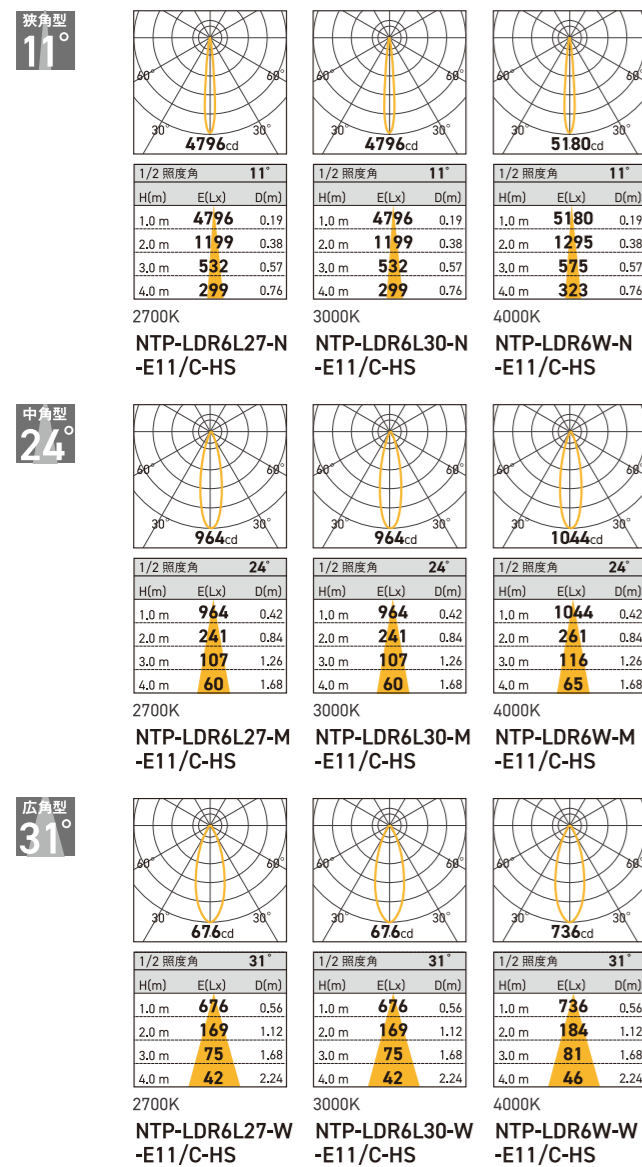 狭角型
11°
60° 60°
30° 30°
4796cd
1/2 照度角 11°
H(m) E(Lx) D(m)
1.0 m 4796 0.19
2.0 m 1199 0.38
3.0 m 532 0.57
4.0 m 299 0.76
2700K
NTP-LDR6L27-N
-E11/C-HS
60° 60°
30° 30°
4796cd
1/2 照度角 11°
H(m) E(Lx) D(m)
1.0 m 4796 0.19
2.0 m 1199 0.38
3.0 m 532 0.57
4.0 m 299 0.76
3000K
NTP-LDR6L30-N
-E11/C-HS
60° 60°
30° 30°
5180cd
1/2 照度角 11°
H(m) E(Lx) D(m)
1.0 m 5180 0.19
2.0 m 1295 0.38
3.0 m 575 0.57
4.0 m 323 0.76
4000K
NTP-LDR6W-N
-E11/C-HS
中角型
24°
60° 60°
30° 30°
964cd
1/2 照度角 24°
H(m) E(Lx) D(m)
1.0 m 964 0.42
2.0 m 241 0.84
3.0 m 107 1.26
4.0 m 60 1.68
2700K
NTP-LDR6L27-M
-E11/C-HS
60° 60°
30° 30°
964cd
1/2 照度角 24°
H(m) E(Lx) D(m)
1.0 m 964 0.42
2.0 m 241 0.84
3.0 m 107 1.26
4.0 m 60 1.68
3000K
NTP-LDR6L30-M
-E11/C-HS
60° 60°
30° 30°
1044cd
1/2 照度角 24°
H(m) E(Lx) D(m)
1.0 m 1044 0.42
2.0 m 261 0.84
3.0 m 116 1.26
4.0 m 65 1.68
4000K
NTP-LDR6W-M
-E11/C-HS
広角型
31°
60° 60°
30° 30°
676cd
1/2 照度角 31°
H(m) E(Lx) D(m)
1.0 m 676 0.56
2.0 m 169 1.12
3.0 m 75 1.68
4.0 m 42 2.24
2700K
NTP-LDR6L27-W
-E11/C-HS
60° 60°
30° 30°
676cd
1/2 照度角 31°
H(m) E(Lx) D(m)
1.0 m 676 0.56
2.0 m 169 1.12
3.0 m 75 1.68
4.0 m 42 2.24
3000K
NTP-LDR6L30-W
-E11/C-HS
60° 60°
30° 30°
736cd
1/2 照度角 31°
H(m) E(Lx) D(m)
1.0 m 736 0.56
2.0 m 184 1.12
3.0 m 81 1.68
4.0 m 46 2.24
4000K
NTP-LDR6W-W
-E11/C-HS